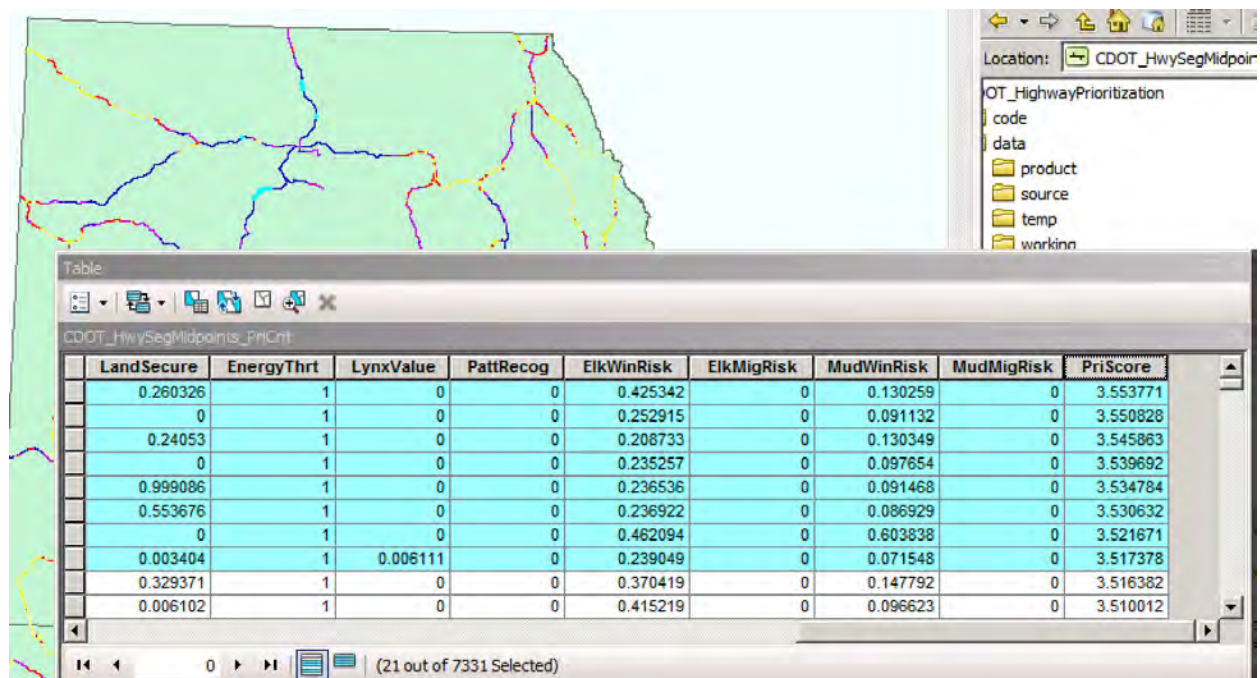 Location: CDOT_HwySegMidpoin
OT_HighwayPrioritization
code
data
product
source
temp
working
Table
CDOT_HwySegMidpoints_PriCrit
LandSecure EnergyThrt LynxValue PattRecog ElkWinRisk ElkMigRisk MudWinRisk MudMigRisk PriScore
0.260326 1 0 0 0.425342 0 0.130259 0 3.553771
0 1 0 0 0.252915 0 0.091132 0 3.550828
0.24053 1 0 0 0.208733 0 0.130349 0 3.545863
0 1 0 0 0.235257 0 0.097654 0 3.539692
0.999086 1 0 0 0.236536 0 0.091468 0 3.534784
0.553676 1 0 0 0.236922 0 0.086929 0 3.530632
0 1 0 0 0.462094 0 0.603838 0 3.521671
0.003404 1 0.006111 0 0.239049 0 0.071548 0 3.517378
0.329371 1 0 0 0.370419 0 0.147792 0 3.516382
0.006102 1 0 0 0.415219 0 0.096623 0 3.510012
0 (21 out of 7331 Selected)